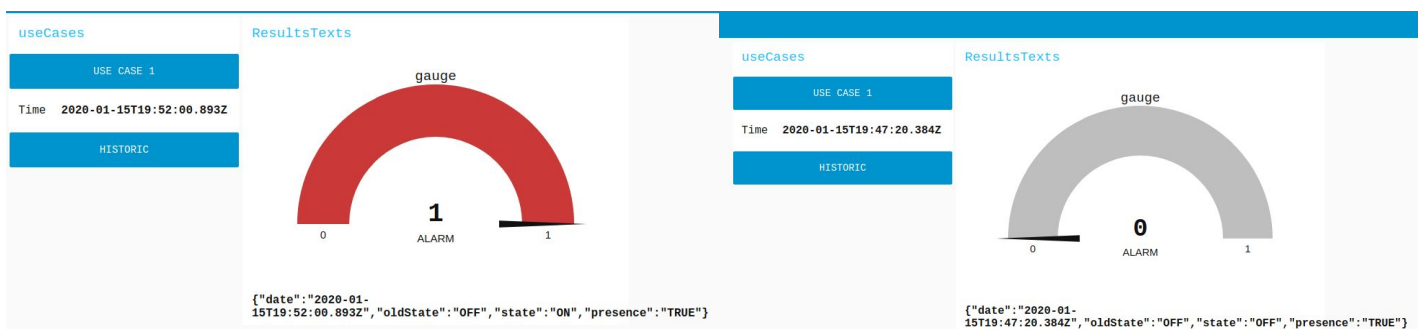 useCases
USE CASE 1
Time 2020-01-15T19:52:00.893Z
HISTORIC
ResultsTexts
gauge
1
ALARM
0
1
{"date":"2020-01-
15T19:52:00.893Z","oldState":"OFF","state":"ON","presence":"TRUE"}
useCases
USE CASE 1
Time 2020-01-15T19:47:20.384Z
HISTORIC
ResultsTexts
gauge
0
ALARM
0
1
{"date":"2020-01-
15T19:47:20.384Z","oldState":"OFF","state":"OFF","presence":"TRUE"}